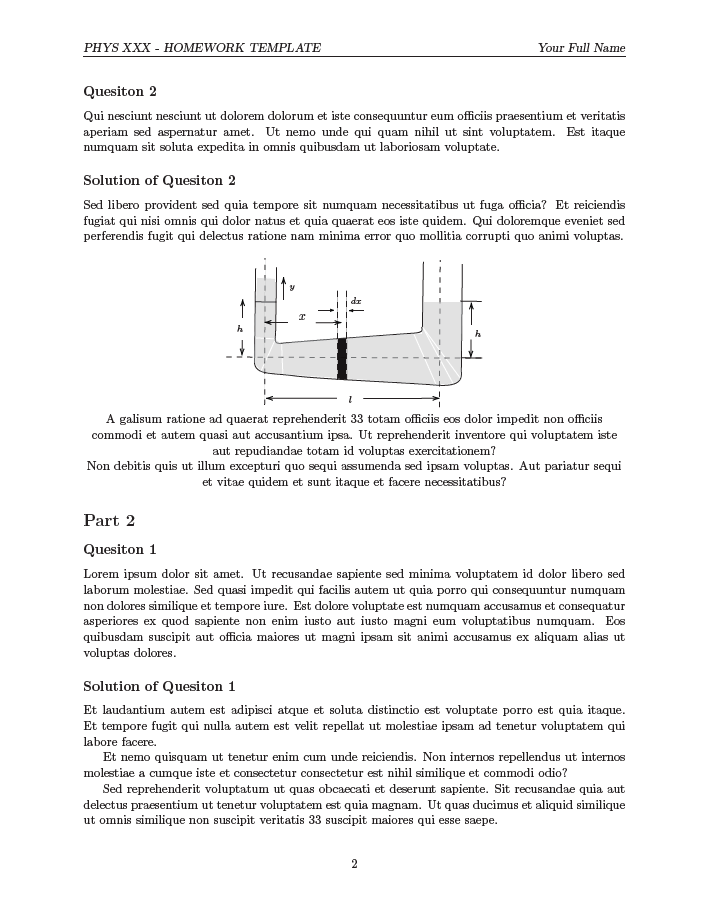 PHYS XXX - HOMEWORK TEMPLATE Your Full Name
Quesiton 2
Qui nesciunt nesciunt ut dolorem dolorum et iste consequuntur eum officiis praesentium et veritatis
aperiam sed aspernatur amet. Ut nemo unde qui quam nihil ut sint voluptatem. Est itaque
numquam sit soluta expedita in omnis quibusdam ut laboriosam voluptate.
Solution of Quesiton 2
Sed libero provident sed quia tempore sit numquam necessitatibus ut fuga officia? Et reiciendis
fugiat qui nisi omnis qui dolor natus et quia quaerat eos iste quidem. Qui doloremque eveniet sed
perferendis fugit qui delectus ratione nam minima error quo mollitia corrupti quo animi voluptas.
y
dx
x
h
h
l
A galisum ratione ad quaerat reprehenderit 33 totam officiis eos dolor impedit non officiis
commodi et autem quasi aut accusantium ipsa. Ut reprehenderit inventore qui voluptatem iste
aut repudiandae totam id voluptas exercitationem?
Non debitis quis ut illum excepturi quo sequi assumenda sed ipsam voluptas. Aut pariatur sequi
et vitae quidem et sunt itaque et facere necessitatibus?
Part 2
Quesiton 1
Lorem ipsum dolor sit amet. Ut recusandae sapiente sed minima voluptatem id dolor libero sed
laborum molestiae. Sed quasi impedit qui facilis autem ut quia porro qui consequuntur numquam
non dolores similique et tempore iure. Est dolore voluptate est numquam accusamus et consequatur
asperiores ex quod sapiente non enim iusto aut iusto magni eum voluptatibus numquam. Eos
quibusdam suscipit aut officia maiores ut magni ipsam sit animi accusamus ex aliquam alias ut
voluptas dolores.
Solution of Quesiton 1
Et laudantium autem est adipisci atque et soluta distinctio est voluptate porro est quia itaque.
Et tempore fugit qui nulla autem est velit repellat ut molestiae ipsam ad tenetur voluptatem qui
labore facere.
Et nemo quisquam ut tenetur enim cum unde reiciendis. Non internos repellendus ut internos
molestiae a cumque iste et consectetur consectetur est nihil similique et commodi odio?
Sed reprehenderit voluptatum ut quas obcaecati et deserunt sapiente. Sit recusandae quia aut
delectus praesentium ut tenetur voluptatem est quia magnam. Ut quas ducimus et aliquid similique
ut omnis similique non suscipit veritatis 33 suscipit maiores qui esse saepe.
2